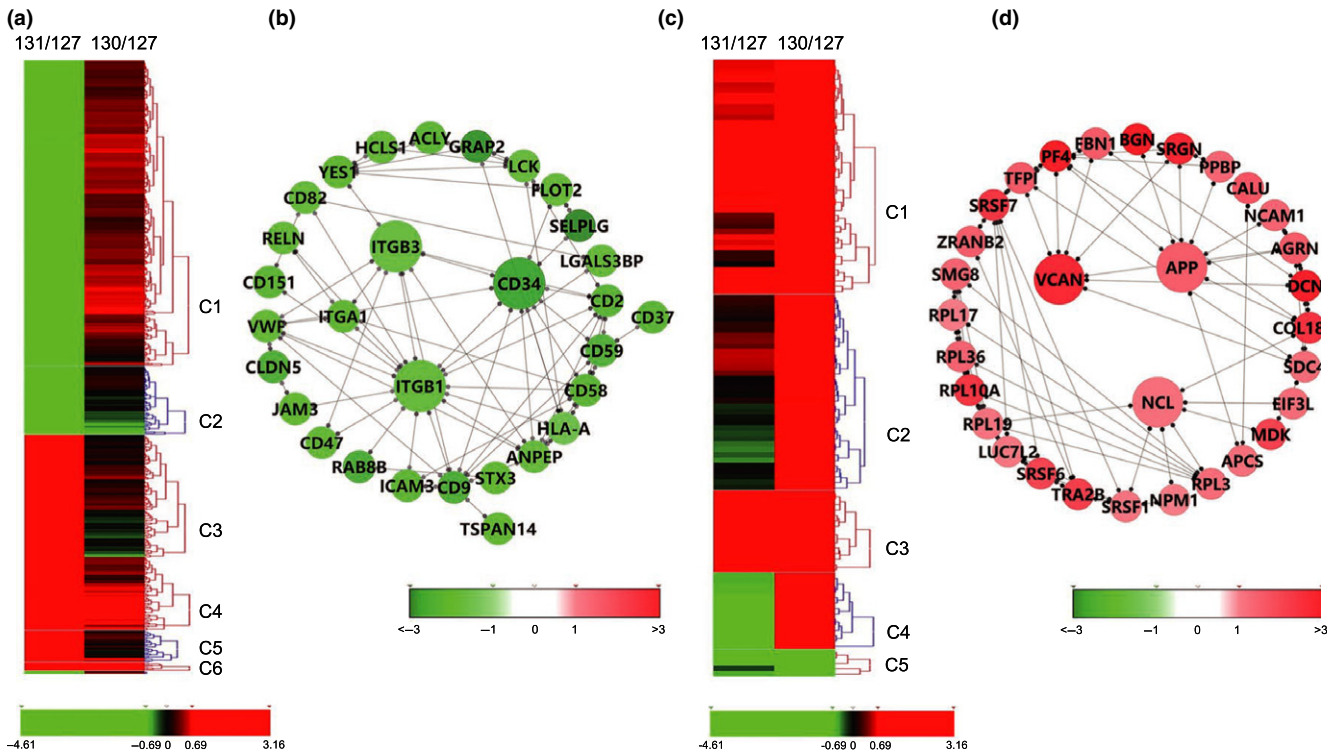 (a)
131/127 130/127
C1
C2
C3
C4
C5
C6
–4.61 –0.69 0 0.69 3.16
(b)
ACLY
HCLS1
GRAP2
YES1
LCK
FLOT2
CD82
SELPLG
RELN
ITGB3
LGALS3BP
CD151
CD34
CD2
ITGA1
CD37
VWF
CD59
CLDN5
ITGB1
CD58
JAM3
HLA-A
CD47
ANPEP
RAB8B
STX3
ICAM3
CD9
TSPAN14
<–3 –1 0 1 >3
(c)
131/127 130/127
C1
C2
C3
C4
C5
-4.61 –0.69 0 0.69 3.16
(d)
FBN1
BGN
SRGN
PF4
PPBP
TFPI
CALU
SRSF7
NCAM1
ZRANB2
AGRN
APP
SMG8
VCAN
DCN
RPL17
COL18
RPL36
SDC4
RPL10A
NCL
EIF3L
RPL19
MDK
LUC7L2
APCS
SRSF6
RPL3
TRA2B
NPM1
SRSF1
<–3 –1 0 1 >3